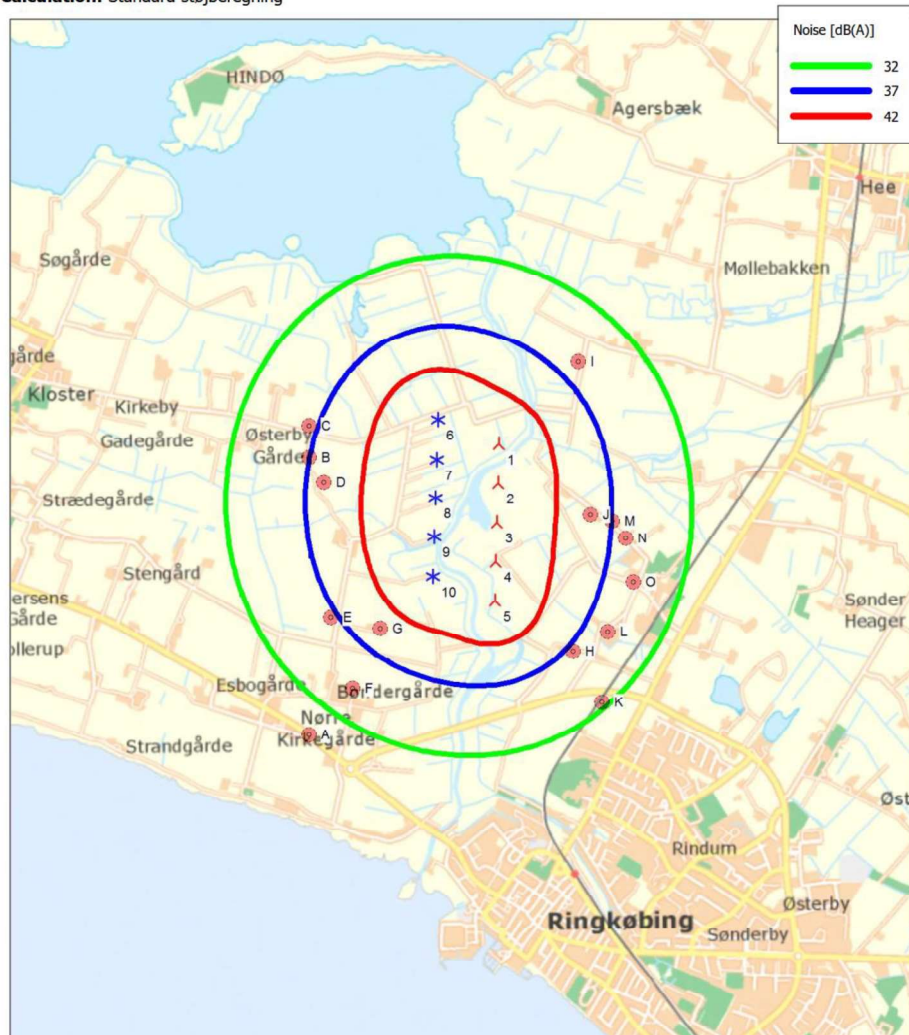 Calculation: Standard støjberegning
Noise [dB(A)]
32
37
42
HINDØ
Agersbæk
Hee
Søgårde
Møllebakken
gårde
I
Kloster
Kirkeby
C
6
Gadegårde
Østerby
Gårde
B
1
7
D
Strædegårde
2
8
J
M
3
N
9
Stengård
4
10
O
ersens
Gårde
5
Sønder
Heager
E
G
L
ollerup
H
Esbogårde
F
Bordergårde
K
Nørre
Kirkegårde
A
Strandgårde
Øst
Rindum
Østerby
Ringkøbing
Sønderby